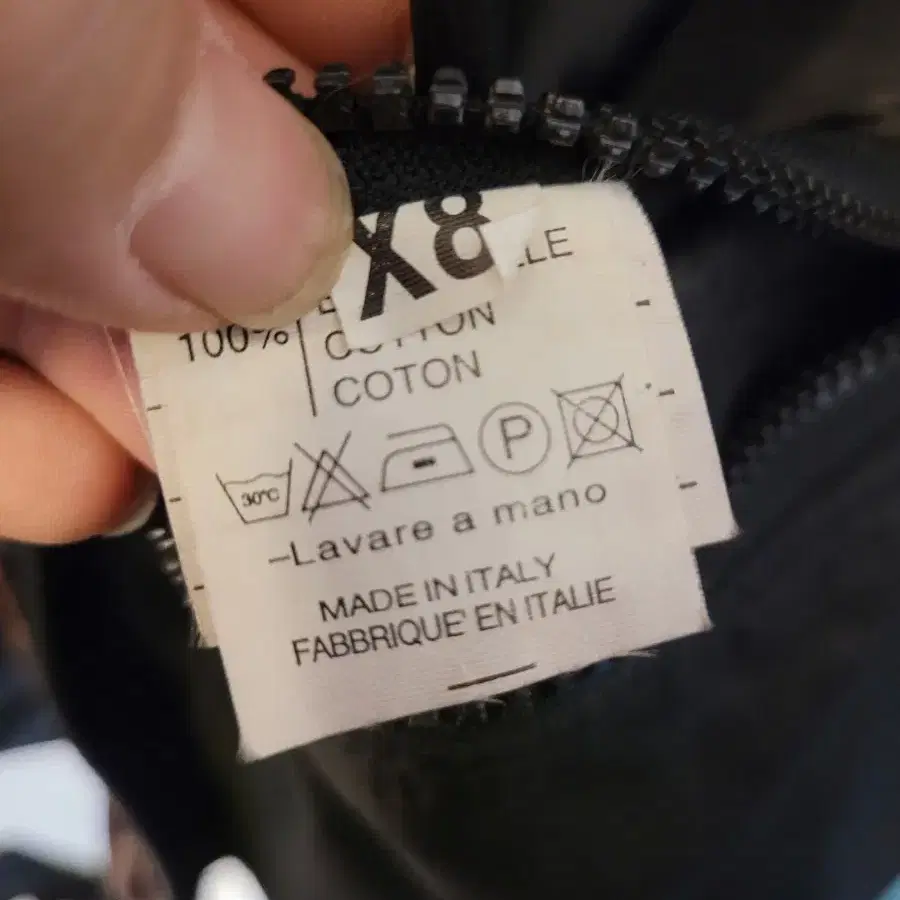 X8
100%
COTTON
COTON
30°C
P
-Lavare a mano
MADE IN ITALY
FABBRIQUE' EN ITALIE